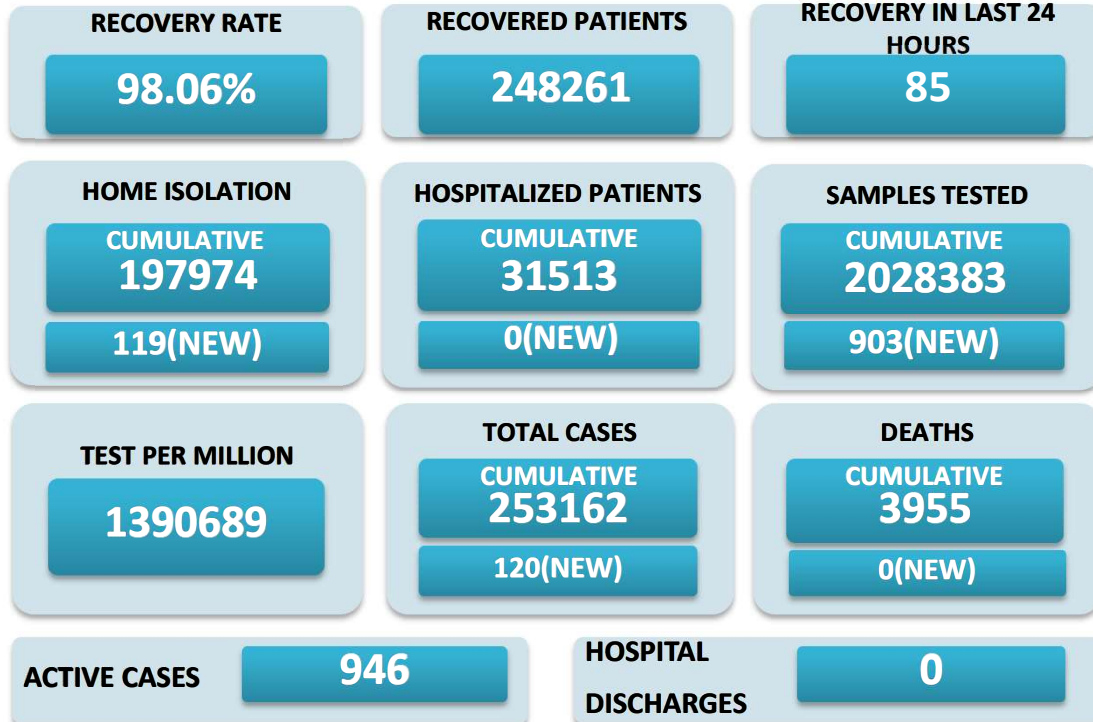 RECOVERY RATE
98.06%
RECOVERED PATIENTS
248261
RECOVERY IN LAST 24
HOURS
85
HOME ISOLATION
CUMULATIVE
197974
119(NEW)
HOSPITALIZED PATIENTS
CUMULATIVE
31513
0(NEW)
SAMPLES TESTED
CUMULATIVE
2028383
903(NEW)
TEST PER MILLION
1390689
TOTAL CASES
CUMULATIVE
253162
120(NEW)
DEATHS
CUMULATIVE
3955
0(NEW)
ACTIVE CASES
946
HOSPITAL
DISCHARGES
0